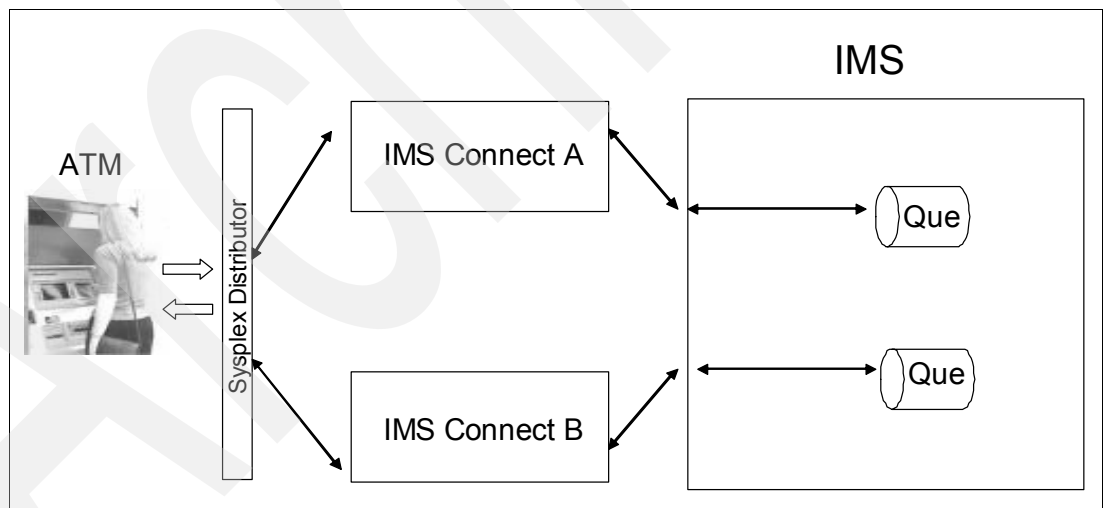 IMS
ATM
Sysplex Distributor
IMS Connect A
IMS Connect B
Que
Que